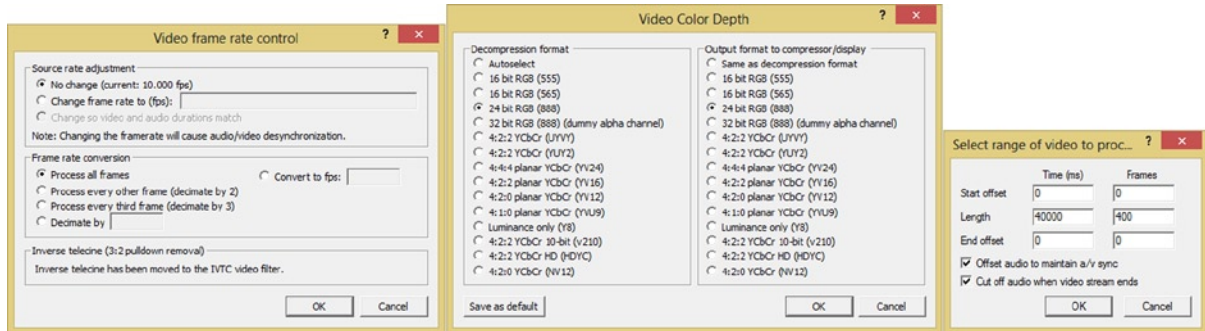 Video frame rate control
? ×
Source rate adjustment
No change (current: 10.000 fps)
Change frame rate to (fps):
Change so video and audio durations match
Note: Changing the framerate will cause audio/video desynchronization.
Frame rate conversion
Process all frames
Convert to fps:
Process every other frame (decimate by 2)
Process every third frame (decimate by 3)
Decimate by
Inverse telecine (3:2 pulldown removal)
Inverse telecine has been moved to the IVTC video filter.
OK Cancel
Video Color Depth
? ×
Decompression format
Autoselect
16 bit RGB (555)
16 bit RGB (565)
24 bit RGB (888)
32 bit RGB (888) (dummy alpha channel)
4:2:2 YCbCr (UYVY)
4:2:2 YCbCr (YUY2)
4:4:4 planar YCbCr (YV24)
4:2:2 planar YCbCr (YV16)
4:2:0 planar YCbCr (YV12)
4:1:0 planar YCbCr (YVU9)
Luminance only (Y8)
4:2:2 YCbCr 10-bit (v210)
4:2:2 YCbCr HD (HDYC)
4:2:0 YCbCr (NV12)
Output format to compressor/display
Same as decompression format
16 bit RGB (555)
16 bit RGB (565)
24 bit RGB (888)
32 bit RGB (888) (dummy alpha channel)
4:2:2 YCbCr (UYVY)
4:2:2 YCbCr (YUY2)
4:4:4 planar YCbCr (YV24)
4:2:2 planar YCbCr (YV16)
4:2:0 planar YCbCr (YV12)
4:1:0 planar YCbCr (YVU9)
Luminance only (Y8)
4:2:2 YCbCr 10-bit (v210)
4:2:2 YCbCr HD (HDYC)
4:2:0 YCbCr (NV12)
Save as default OK Cancel
Select range of video to proc...
? ×
Time (ms) Frames
Start offset 0 0
Length 40000 400
End offset 0 0
Offset audio to maintain a/v sync
Cut off audio when video stream ends
OK Cancel